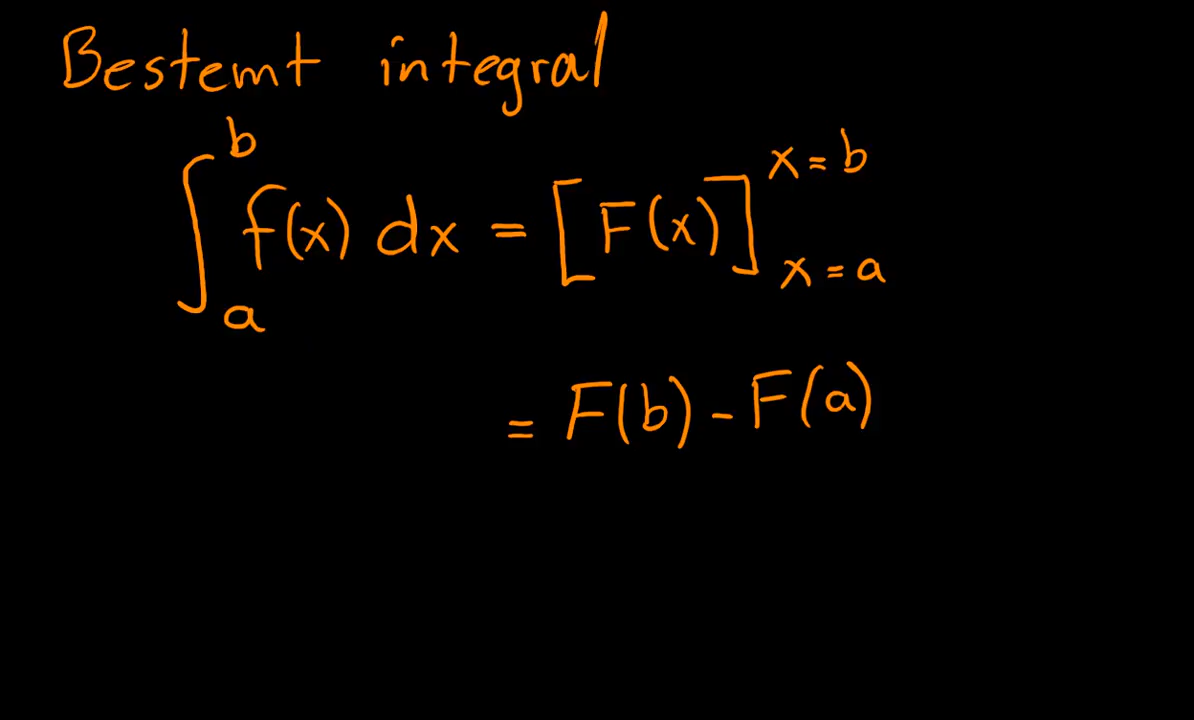 Bestemt integral
∫_a^b f(x) dx = [F(x)]_{x=a}^{x=b}
= F(b) - F(a)